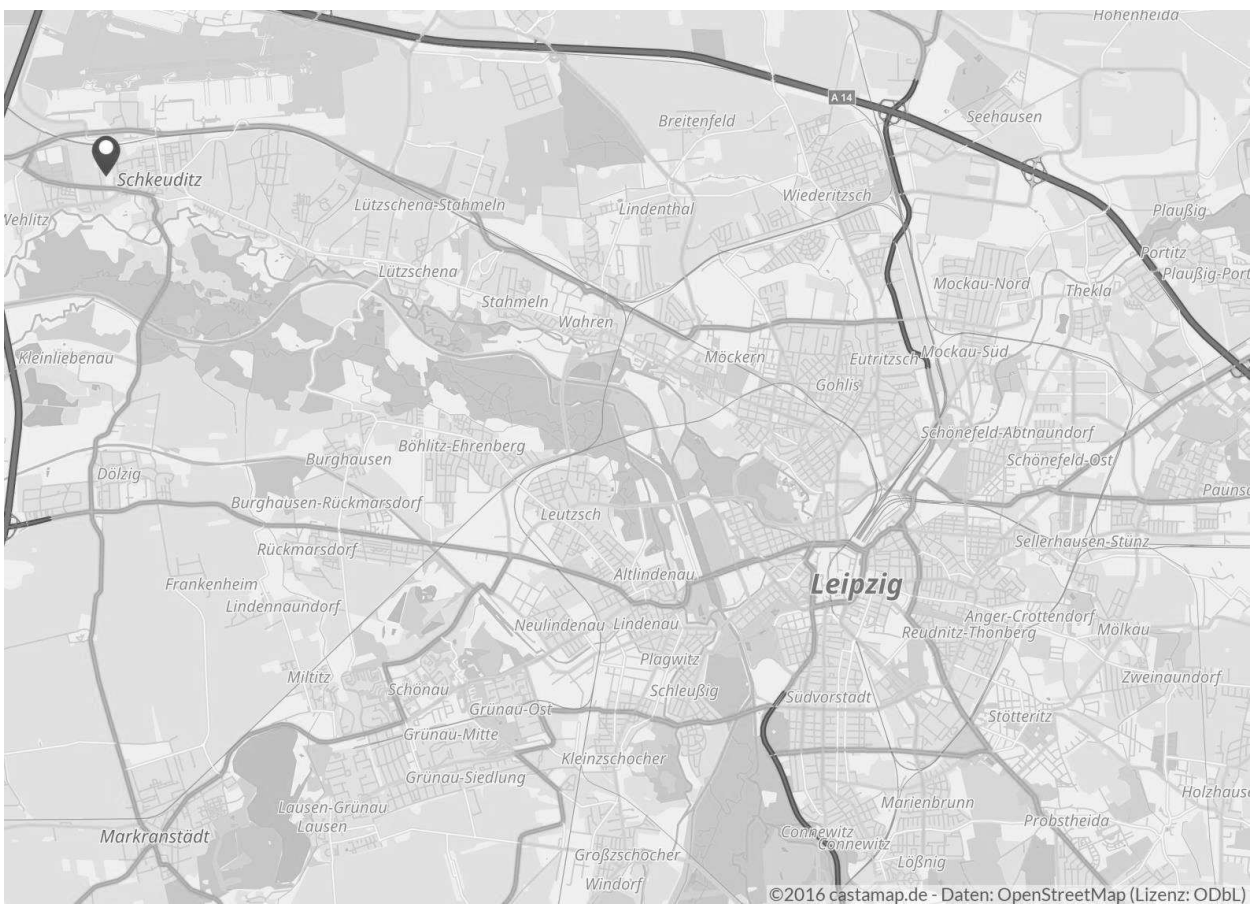 Hohenheida
A 14
Seehausen
Breitenfeld
Schkeuditz
Wiederitzsch
Lützschena-Stahmeln
Lindenthal
Plaußig
Wehlitz
Portitz
Lützschena
Plaußig-Port
Mockau-Nord
Thekla
Stahmeln
Wahren
Kleinliebenau
Möckern
Eutritzsch
Mockau-Süd
Gohlis
Schönefeld-Abtnaundorf
Böhlitz-Ehrenberg
Burghausen
Schönefeld-Ost
Dölzig
Paunsd
Burghausen-Rückmarsdorf
Leutzsch
Sellerhausen-Stünz
Rückmarsdorf
Altlindenau
Frankenheim
Leipzig
Lindennaundorf
Anger-Crottendorf
Neulindenau
Lindenau
Reudnitz-Thonberg
Mölkau
Plagwitz
Miltitz
Schönau
Schleußig
Zweinaundorf
Südvorstadt
Grünau-Ost
Stötteritz
Grünau-Mitte
Kleinzschocher
Grünau-Siedlung
Holzhause
Lausen-Grünau
Marienbrunn
Lausen
Probstheida
Markranstädt
Connewitz
Connewitz
Großzschocher
Lößnig
Windorf
©2016 castamap.de - Daten: OpenStreetMap (Lizenz: ODbL)